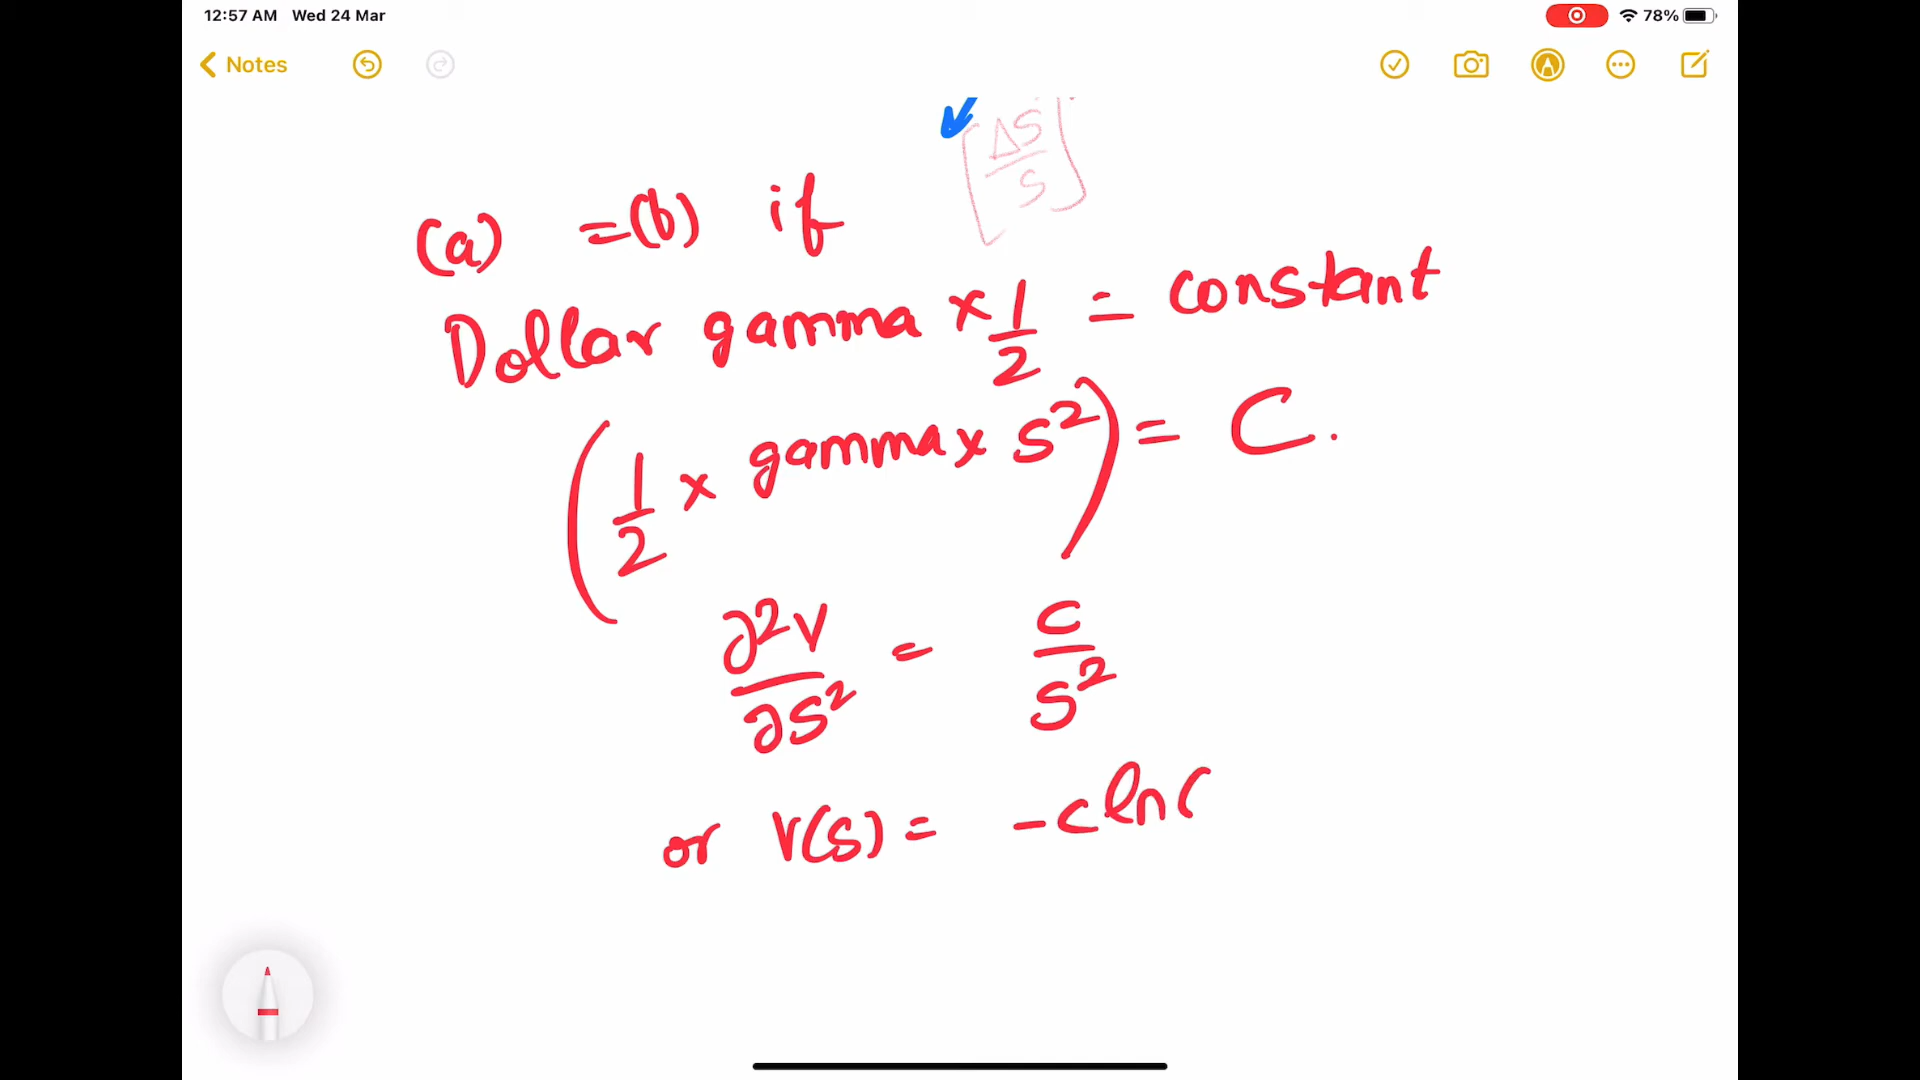 12:57 AM Wed 24 Mar 78%
Notes
[ΔS/S]
(a) =(b) if
Dollar gamma × 1/2 = constant
(1/2 × gamma × S²) = C.
∂²V/∂S² = C/S²
or V(S) = -c ln(